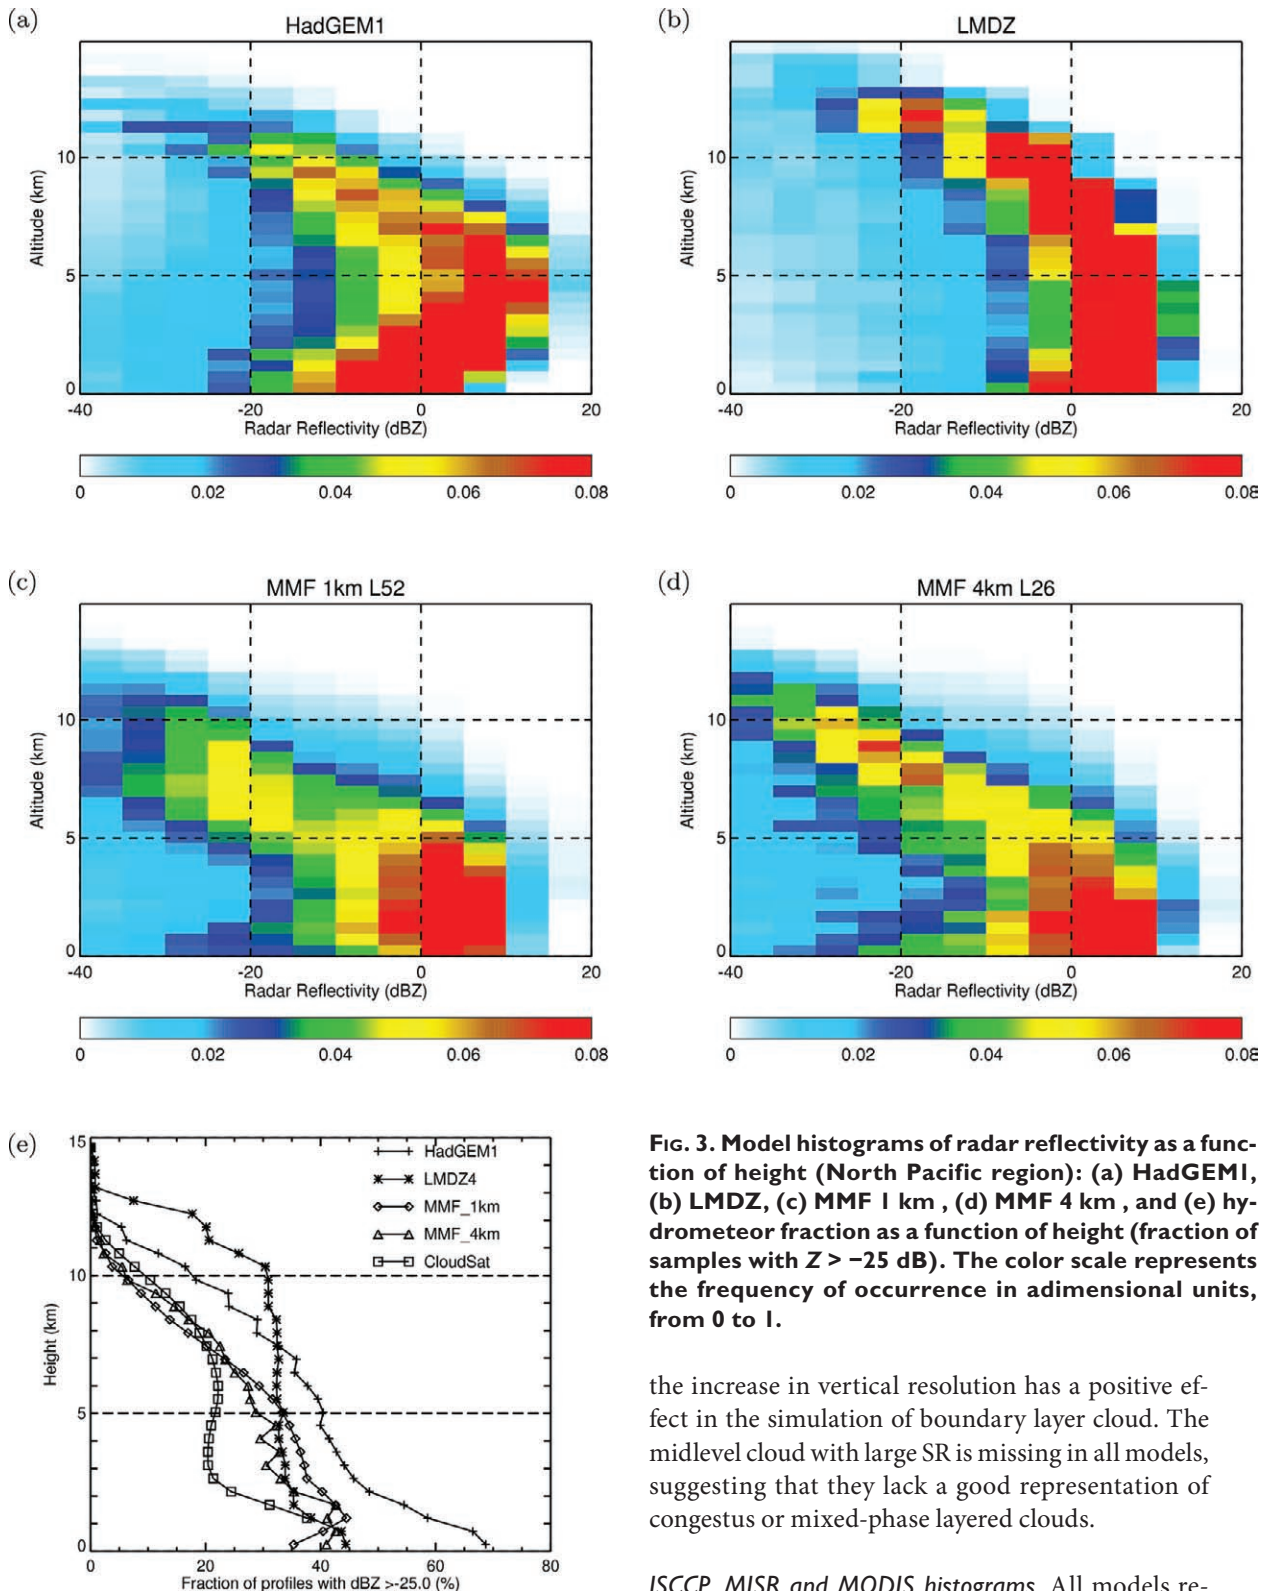 (a)
HadGEM1
Altitude (km)
10
5
0
-40
-20
0
20
Radar Reflectivity (dBZ)
0
0.02
0.04
0.06
0.08
(b)
LMDZ
Altitude (km)
10
5
0
-40
-20
0
20
Radar Reflectivity (dBZ)
0
0.02
0.04
0.06
0.08
(c)
MMF 1km L52
Altitude (km)
10
5
0
-40
-20
0
20
Radar Reflectivity (dBZ)
0
0.02
0.04
0.06
0.08
(d)
MMF 4km L26
Altitude (km)
10
5
0
-40
-20
0
20
Radar Reflectivity (dBZ)
0
0.02
0.04
0.06
0.08
(e)
15
10
5
0
Height (km)
HadGEM1
LMDZ4
MMF_1km
MMF_4km
CloudSat
0
20
40
60
80
Fraction of profiles with dBZ >-25.0 (%)
FIG. 3. Model histograms of radar reflectivity as a func-
tion of height (North Pacific region): (a) HadGEM1,
(b) LMDZ, (c) MMF 1 km , (d) MMF 4 km , and (e) hy-
drometeor fraction as a function of height (fraction of
samples with Z > −25 dB). The color scale represents
the frequency of occurrence in adimensional units,
from 0 to 1.
the increase in vertical resolution has a positive ef-
fect in the simulation of boundary layer cloud. The
midlevel cloud with large SR is missing in all models,
suggesting that they lack a good representation of
congestus or mixed-phase layered clouds.
ISCCP, MISR and MODIS histograms. All models re-